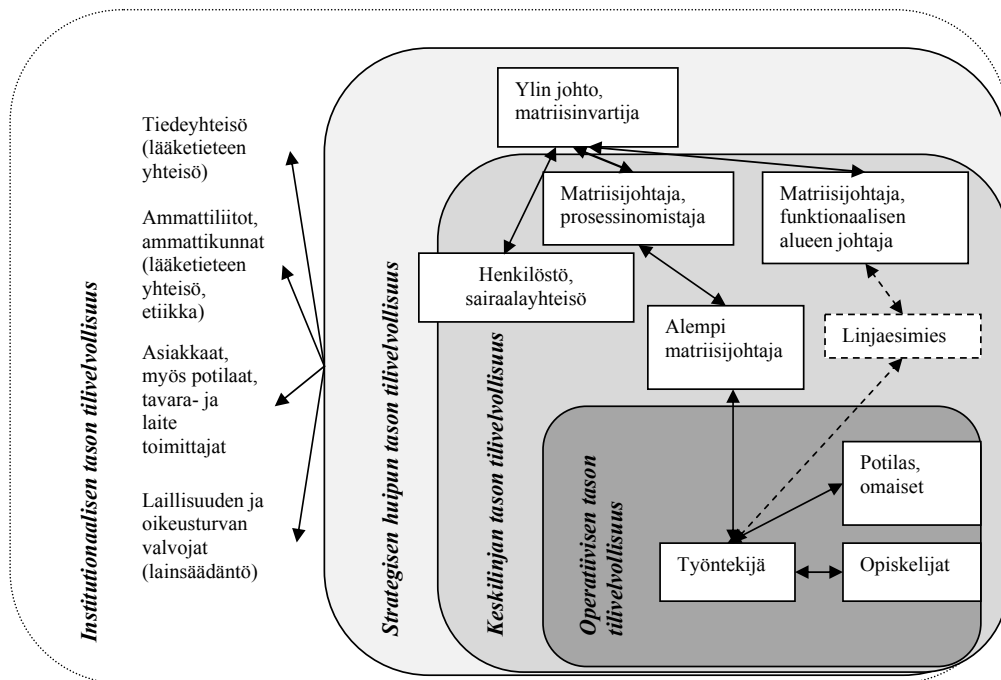 Institutionaalisen tason tilivelvollisuus
Tiedeyhteisö
(lääketieteen
yhteisö)
Ammattiliitot,
ammattikunnat
(lääketieteen
yhteisö,
etiikka)
Asiakkaat,
myös potilaat,
tavara- ja
laite
toimittajat
Laillisuuden ja
oikeusturvan
valvojat
(lainsäädäntö)
Strategisen huipun tason tilivelvollisuus
Ylin johto,
matriisinvartija
Keskilinjan tason tilivelvollisuus
Matriisijohtaja,
prosessinomistaja
Matriisijohtaja,
funktionaalisen
alueen johtaja
Henkilöstö,
sairaalayhteisö
Alempi
matriisijohtaja
Linjaesimies
Operatiivisen tason
tilivelvollisuus
Potilas,
omaiset
Työntekijä
Opiskelijat